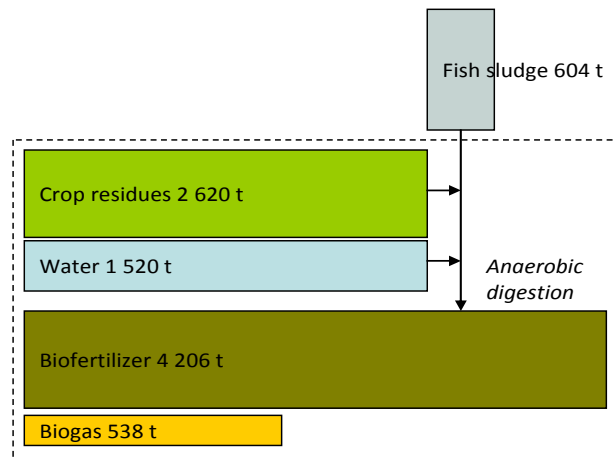 Fish sludge 604 t
Crop residues 2 620 t
Water 1 520 t
Anaerobic
digestion
Biofertilizer 4 206 t
Biogas 538 t